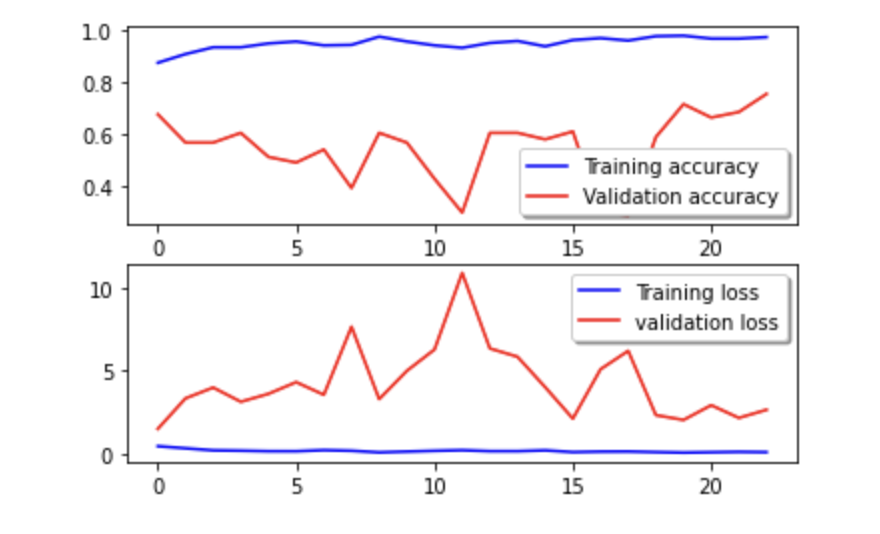 1.0
0.8
0.6
0.4
Training accuracy
Validation accuracy
0 5 10 15 20
10
5
0
Training loss
validation loss
0 5 10 15 20